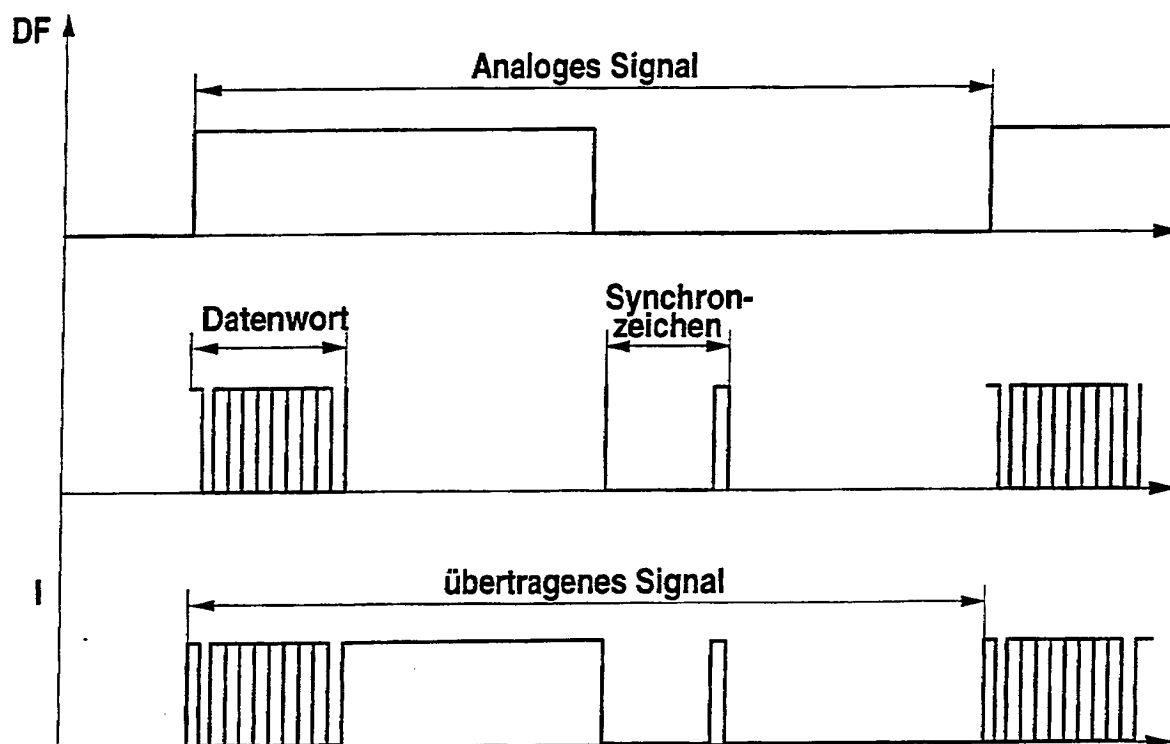 DF
Analoges Signal
Datenwort
Synchron-
zeichen
I
übertragenes Signal